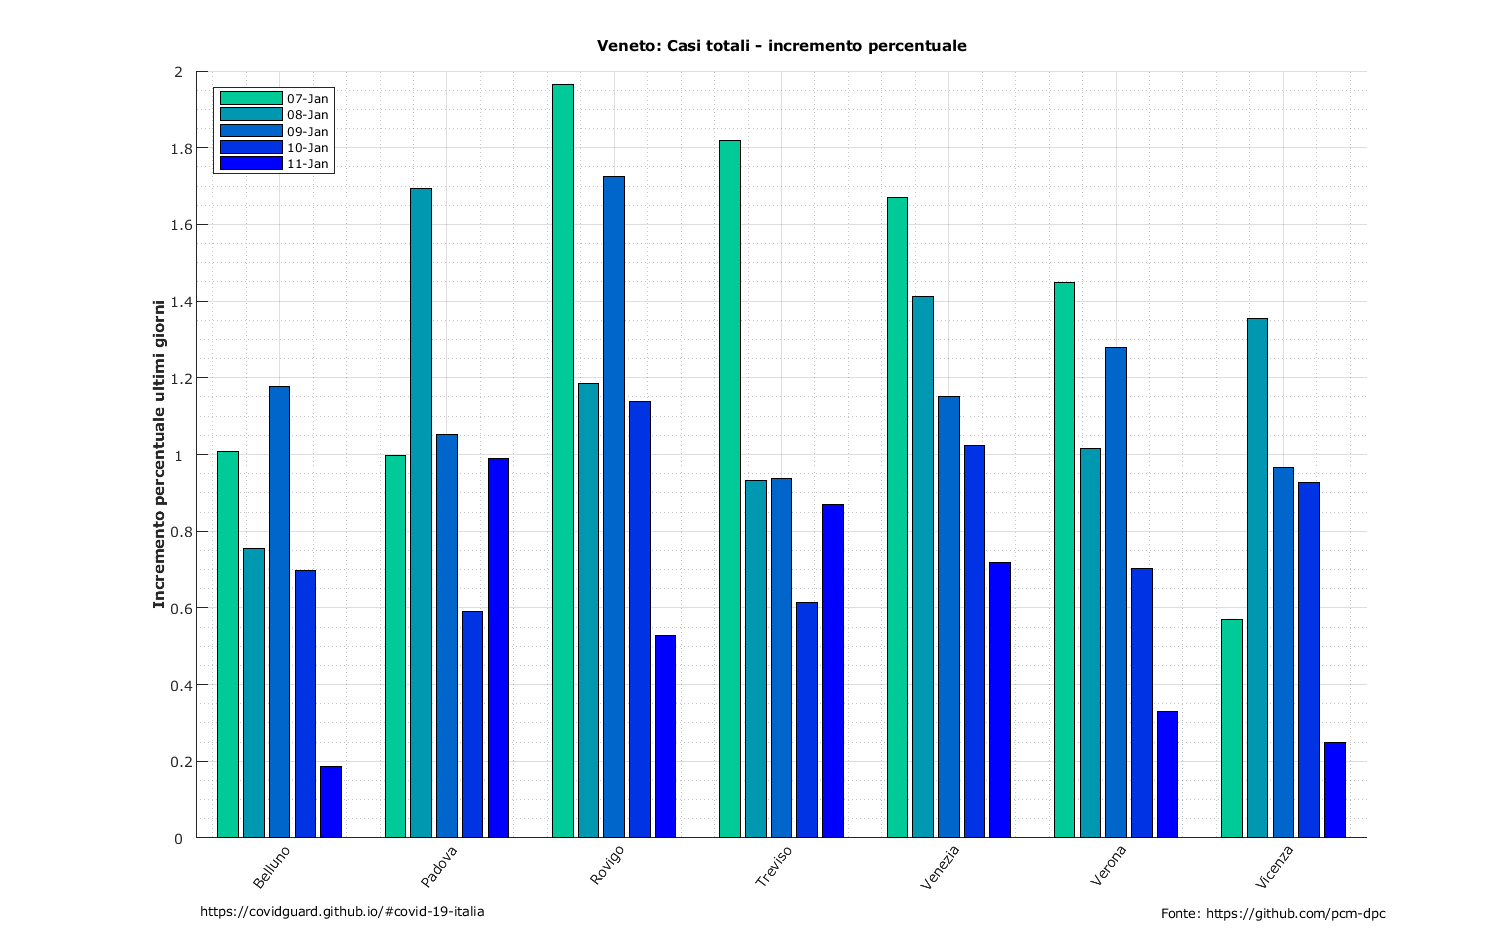 Veneto: Casi totali - incremento percentuale
07-Jan
08-Jan
09-Jan
10-Jan
11-Jan
Incremento percentuale ultimi giorni
2
1.8
1.6
1.4
1.2
1
0.8
0.6
0.4
0.2
0
Belluno
Padova
Rovigo
Treviso
Venezia
Verona
Vicenza
https://covidguard.github.io/#covid-19-italia
Fonte: https://github.com/pcm-dpc